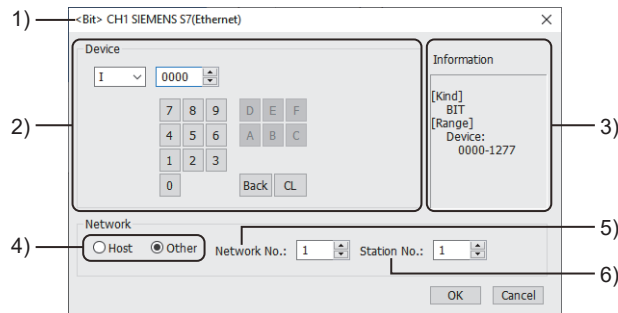 1)
<Bit> CH1 SIEMENS S7(Ethernet)
2)
Device
I 0000
7 8 9 D E F
4 5 6 A B C
1 2 3
0 Back CL
3)
Information
[Kind]
BIT
[Range]
Device:
0000-1277
4)
Network
Host Other
5)
Network No.: 1
6)
Station No.: 1
OK Cancel